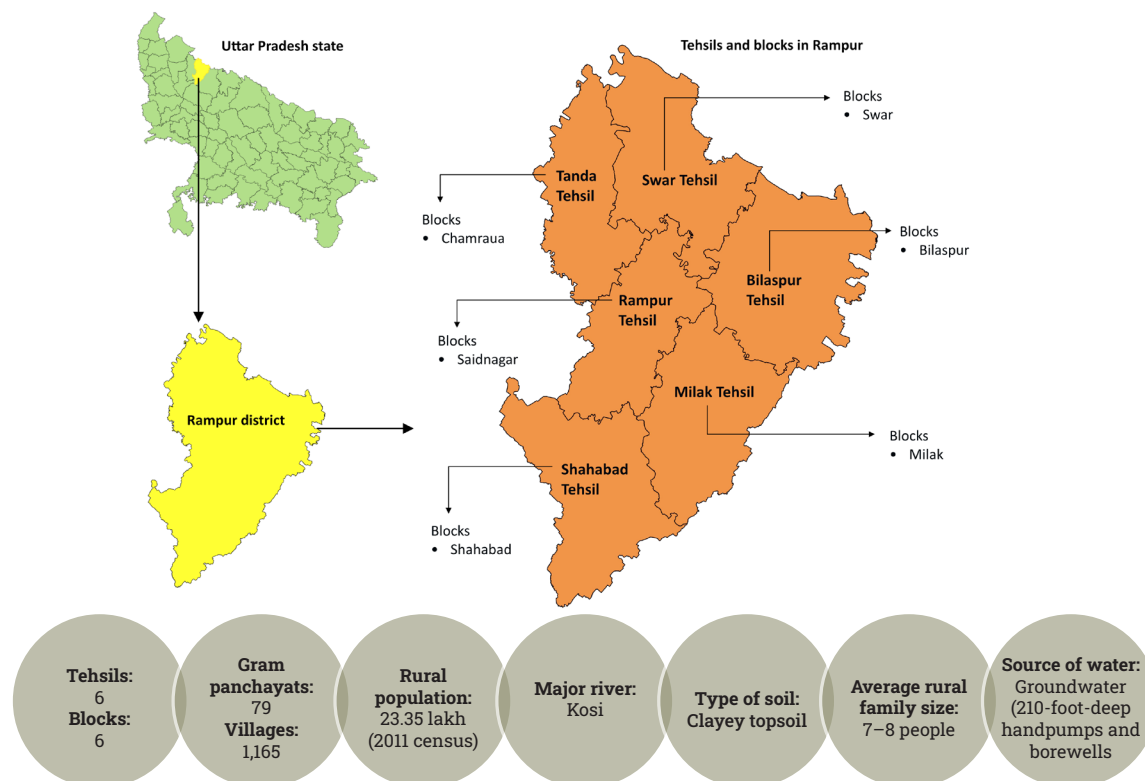 Uttar Pradesh state
Tehsils and blocks in Rampur
Blocks
• Swar
Tanda
Tehsil
Swar Tehsil
Blocks
• Chamraua
Blocks
• Bilaspur
Bilaspur
Tehsil
Rampur
Tehsil
Blocks
• Saidnagar
Milak Tehsil
Rampur district
Blocks
• Milak
Shahabad
Tehsil
Blocks
• Shahabad
Tehsils:
6
Blocks:
6
Gram
panchayats:
79
Villages:
1,165
Rural
population:
23.35 lakh
(2011 census)
Major river:
Kosi
Type of soil:
Clayey topsoil
Average rural
family size:
7–8 people
Source of water:
Groundwater
(210-foot-deep
handpumps and
borewells